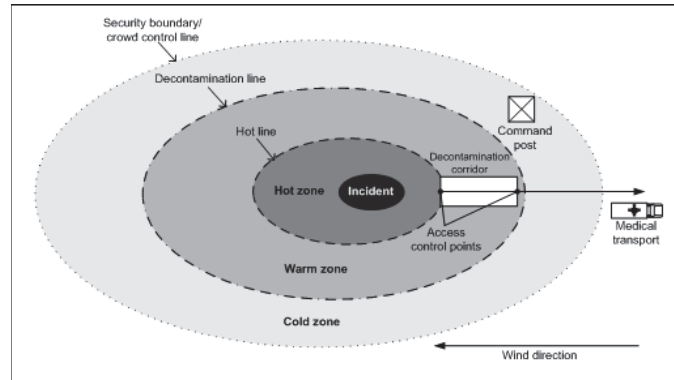 Security boundary/
crowd control line
Decontamination line
Hot line
Command
post
Decontamination
corridor
Hot zone
Incident
Access
control points
Medical
transport
Warm zone
Cold zone
Wind direction